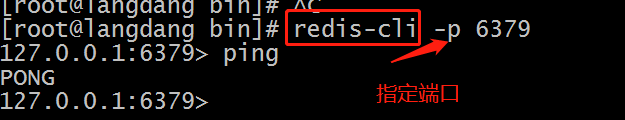 [root@langdang bin]# ^C
[root@langdang bin]# redis-cli -p 6379
127.0.0.1:6379> ping
PONG
127.0.0.1:6379>
指定端口